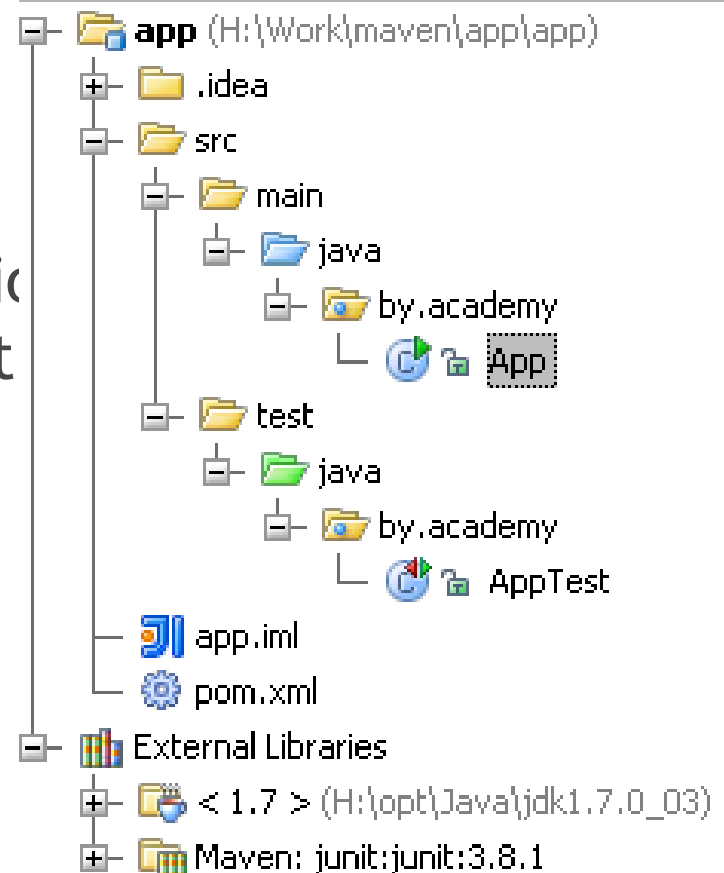 app (H:\Work\maven\app\app)
.idea
src
main
java
by.academy
App
test
java
by.academy
AppTest
app.iml
pom.xml
External Libraries
< 1.7 > (H:\opt\Java\jdk1.7.0_03)
Maven: junit:junit:3.8.1